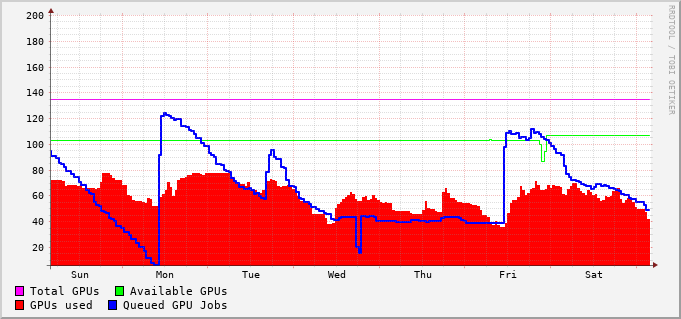 200
180
160
140
120
100
80
60
40
20
Sun Mon Tue Wed Thu Fri Sat
Total GPUs Available GPUs
GPUs used Queued GPU Jobs
RRDTOOL / TOBI OETIKER